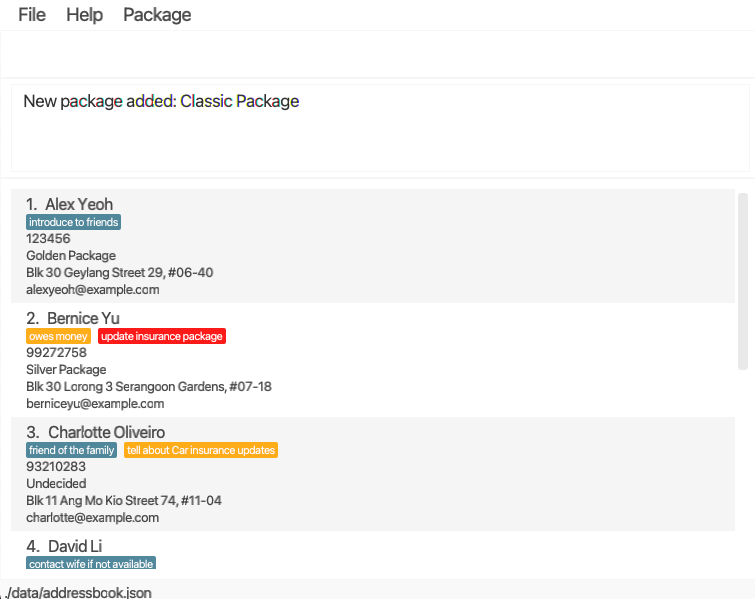 File Help Package
New package added: Classic Package
1. Alex Yeoh
introduce to friends
123456
Golden Package
Blk 30 Geylang Street 29, #06-40
alexyeoh@example.com
2. Bernice Yu
owes money update insurance package
99272758
Silver Package
Blk 30 Lorong 3 Serangoon Gardens, #07-18
berniceyu@example.com
3. Charlotte Oliveiro
friend of the family tell about Car insurance updates
93210283
Undecided
Blk 11 Ang Mo Kio Street 74, #11-04
charlotte@example.com
4. David Li
contact wife if not available
./data/addressbook.json